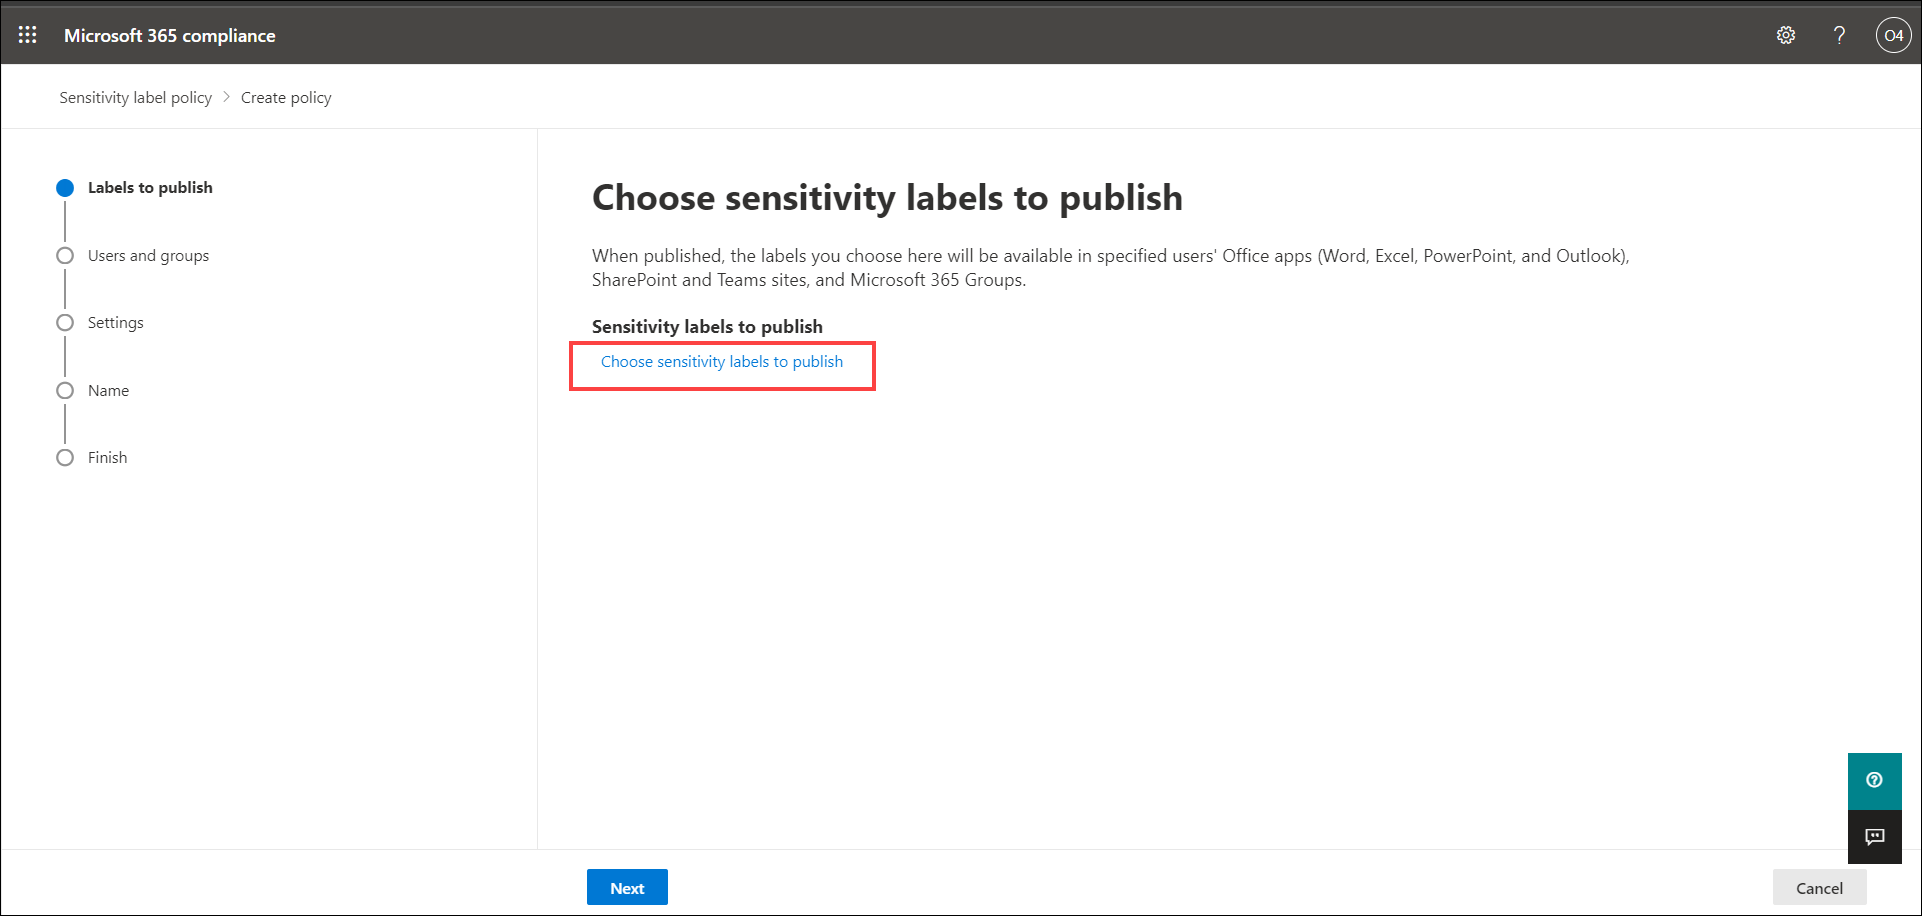 Microsoft 365 compliance
?
O4
Sensitivity label policy > Create policy
Labels to publish
Users and groups
Settings
Name
Finish
Choose sensitivity labels to publish
When published, the labels you choose here will be available in specified users' Office apps (Word, Excel, PowerPoint, and Outlook),
SharePoint and Teams sites, and Microsoft 365 Groups.
Sensitivity labels to publish
Choose sensitivity labels to publish
?
Next
Cancel